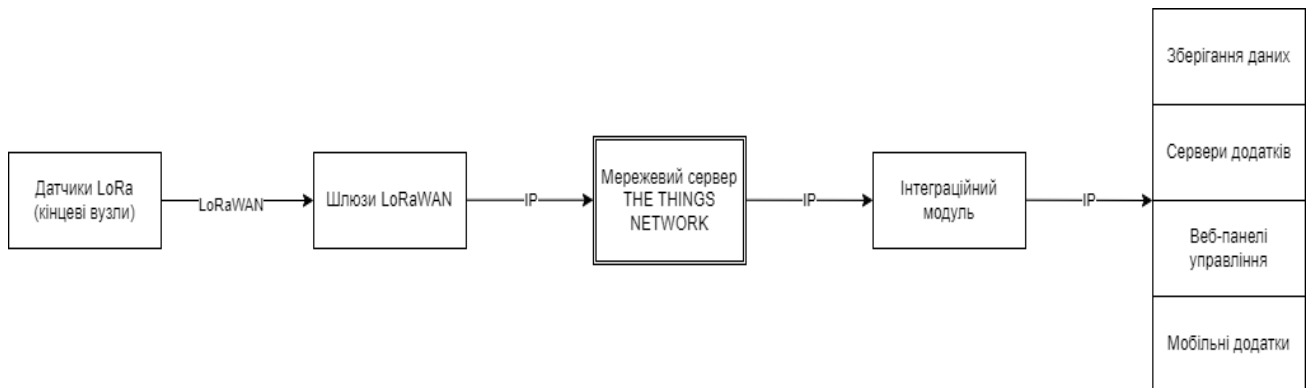 Датчики LoRa
(кінцеві вузли)
LoRaWAN
Шлюзи LoRaWAN
IP
Мережевий сервер
THE THINGS
NETWORK
IP
Інтеграційний
модуль
IP
Зберігання даних
Сервери додатків
Веб-панелі
управління
Мобільні додатки